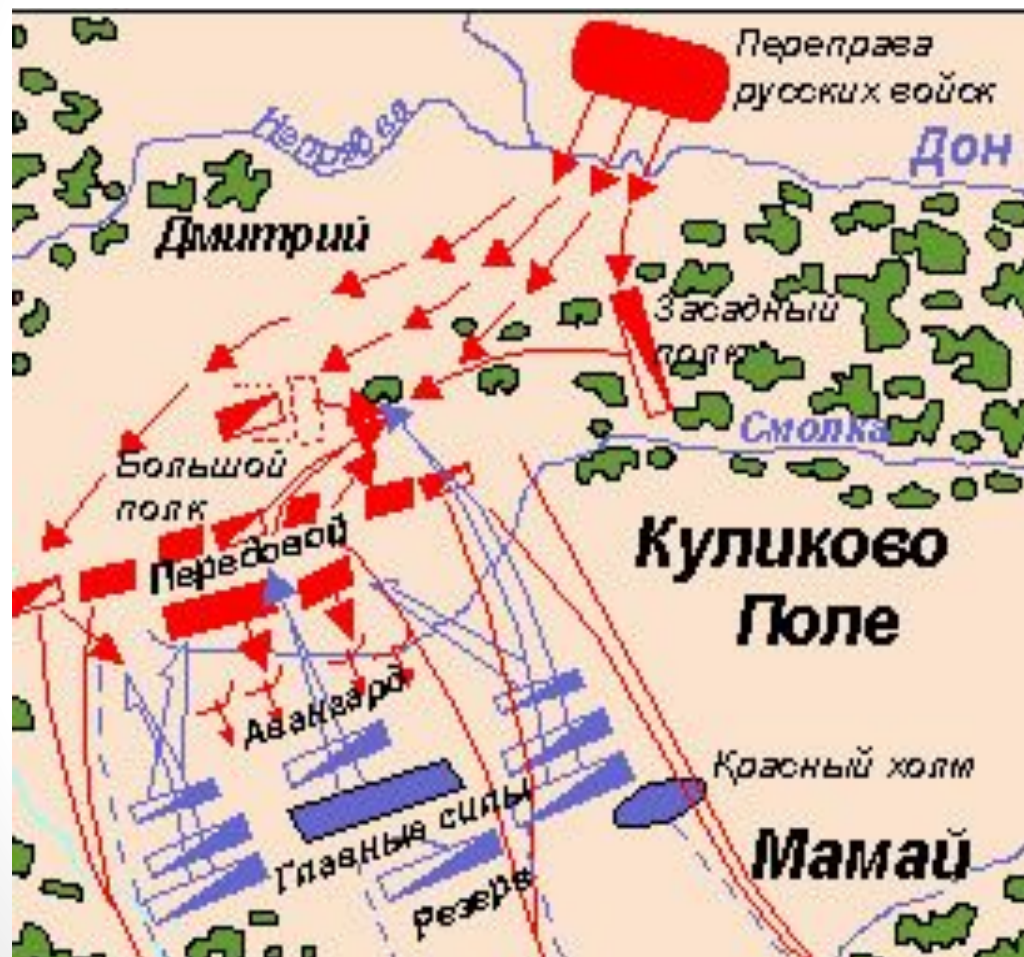 Переправа
русских войск
Непрядва
Дон
Дмитрий
Засадный
полк
Смолка
Большой
полк
Передовой
Куликово
Поле
Авангард
Красный холм
Главные силы
Мамай
Резерв